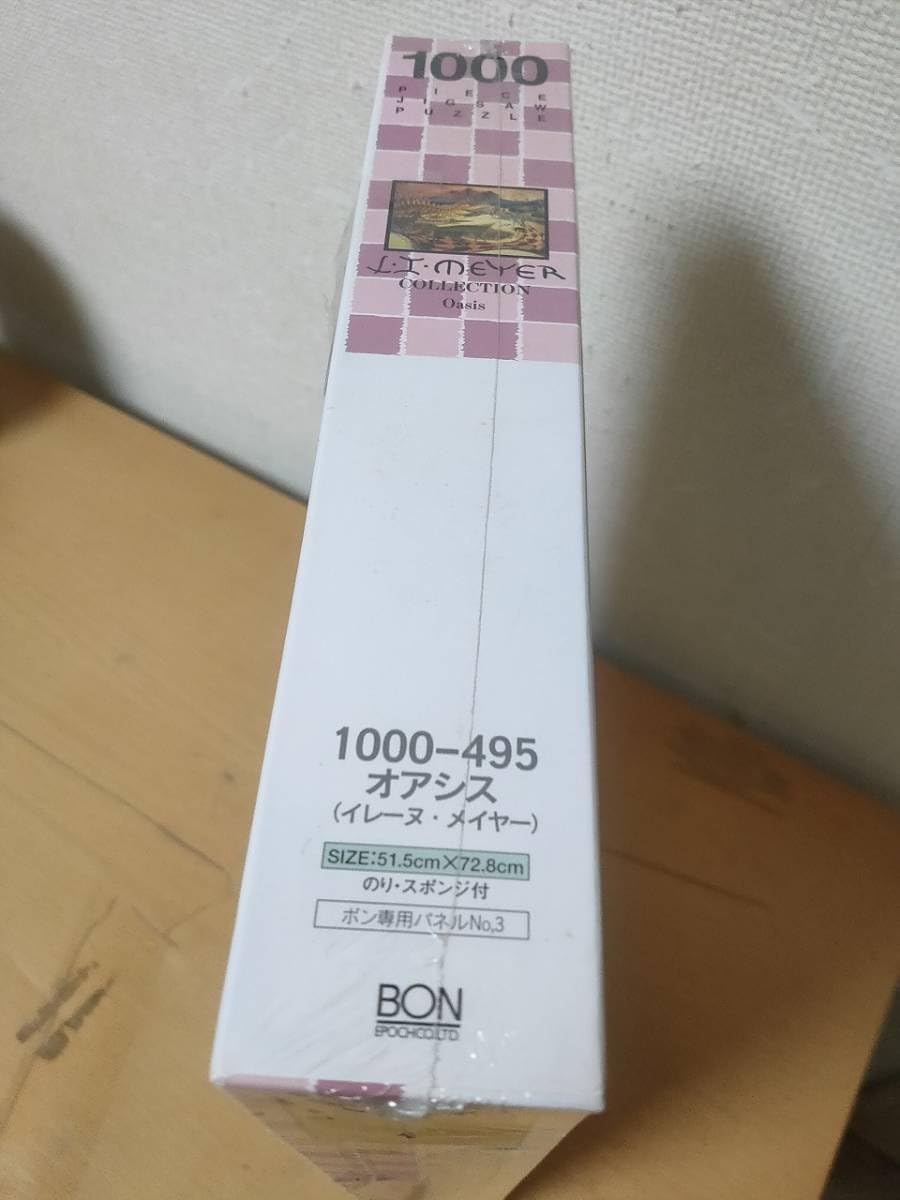 1000
PIECE
JIGSAW
PUZZLE
L·I·MEYER
COLLECTION
Oasis
1000-495
オアシス
(イレーヌ・メイヤー)
SIZE:51.5cm×72.8cm
のり・スポンジ付
ボン専用パネルNo,3
BON
EPOCH CO.,LTD.